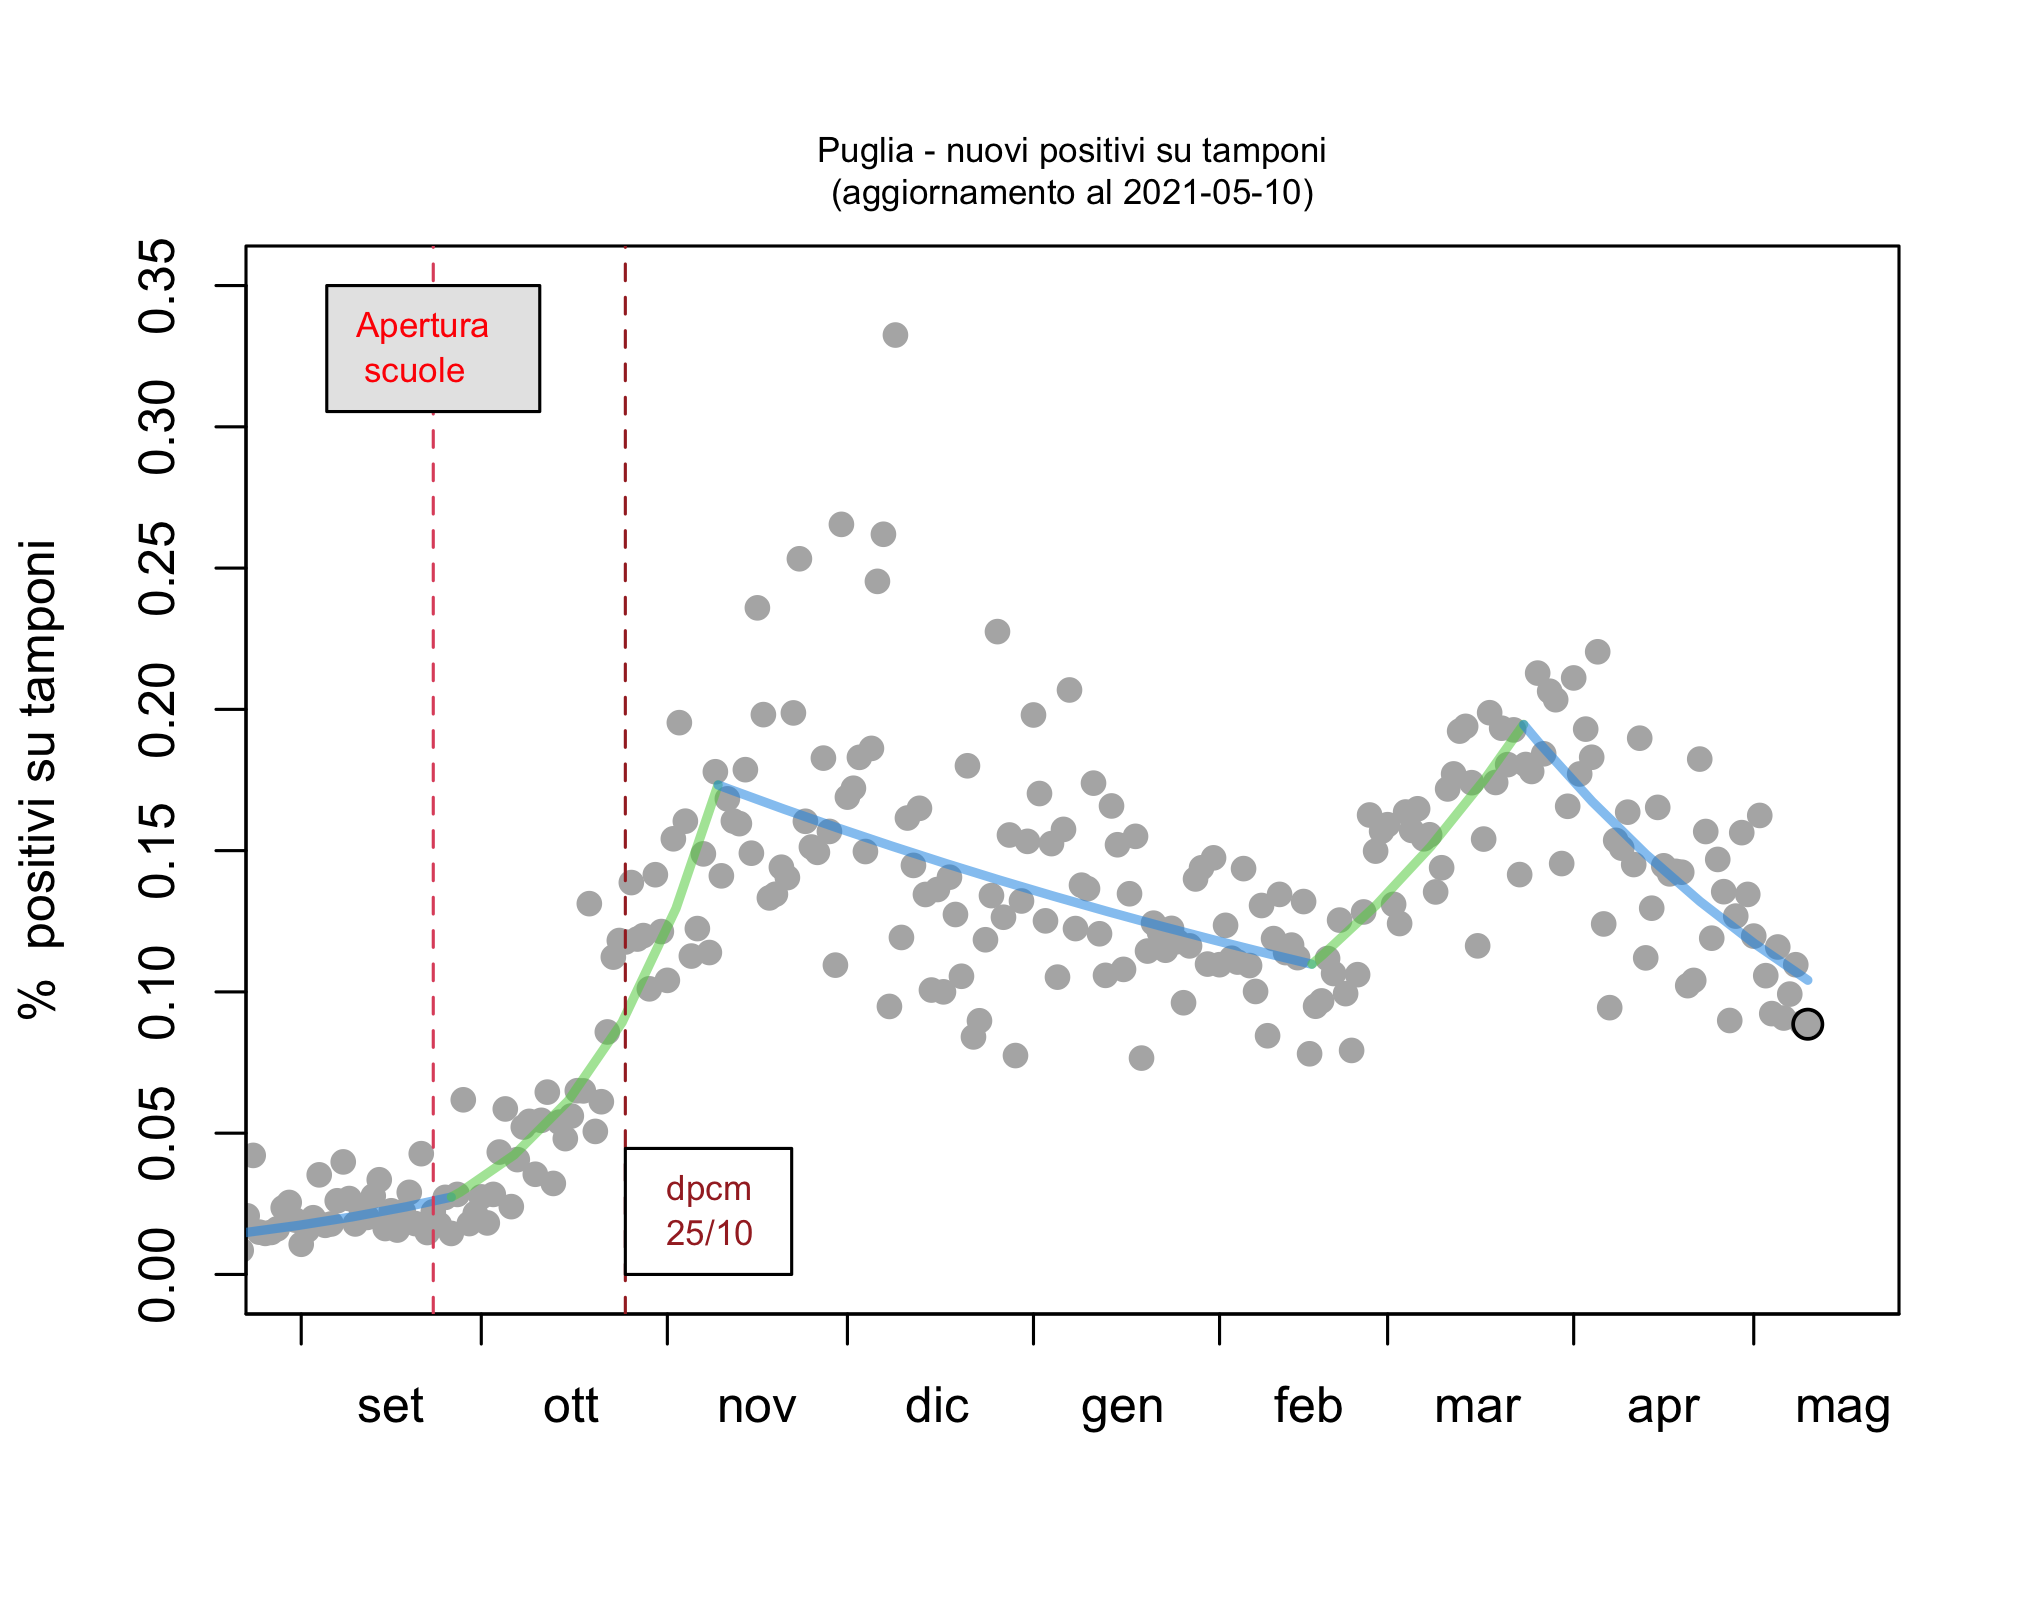 Puglia - nuovi positivi su tamponi
(aggiornamento al 2021-05-10)
% positivi su tamponi
0.35
0.30
0.25
0.20
0.15
0.10
0.05
0.00
Apertura
scuole
dpcm
25/10
set ott nov dic gen feb mar apr mag